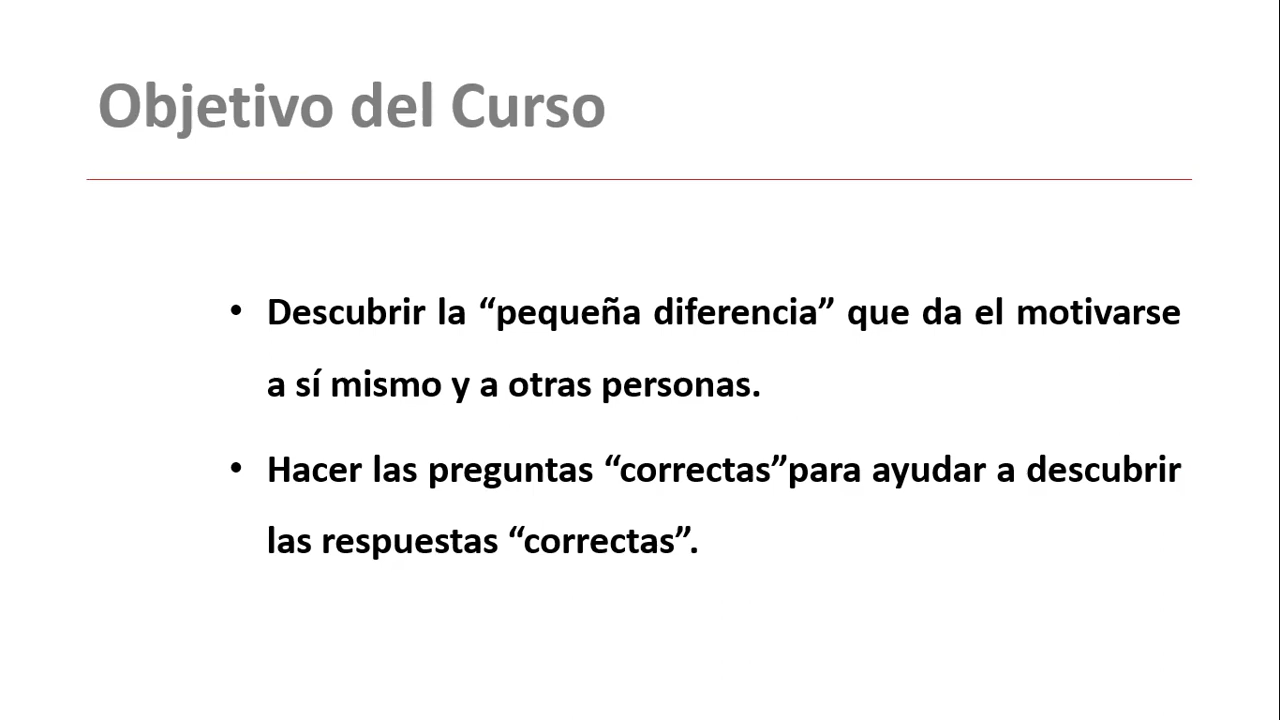 Objetivo del Curso
• Descubrir la “pequeña diferencia” que da el motivarse
a sí mismo y a otras personas.
• Hacer las preguntas “correctas”para ayudar a descubrir
las respuestas “correctas”.